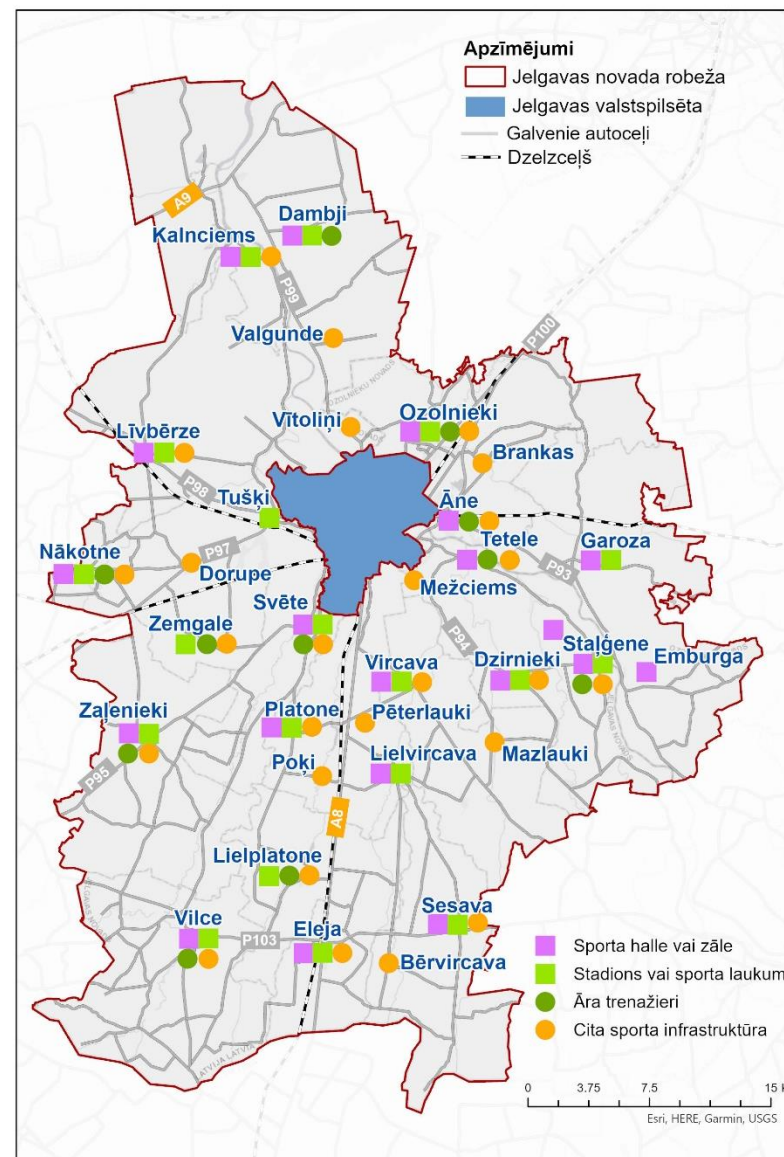 Apzīmējumi
Jelgavas novada robeža
Jelgavas valstspilsēta
Galvenie autoceļi
Dzelzceļš
A9
Dambji
Kalnciems
P99
Valgunde
P100
OZOLNIEKU NOVADS
Vītoliņi
Ozolnieki
Līvbērze
Brankas
P98
Tušķi
Āne
Nākotne
P97
Tetele
Garoza
Dorupe
P93
Mežciems
Svēte
Zemgale
P94
Staļģene
Vircava
Dzirnieki
Emburga
Zaļenieki
Platone
Pēterlauki
Mazlauki
Lielvircava
Poķi
P95
A8
Lielplatone
Vilce
Sesava
P103
Eleja
Bērvircava
Sporta halle vai zāle
Stadions vai sporta laukum
Āra trenažieri
Cita sporta infrastruktūra
0 3.75 7.5 15
Esri, HERE, Garmin, USGS